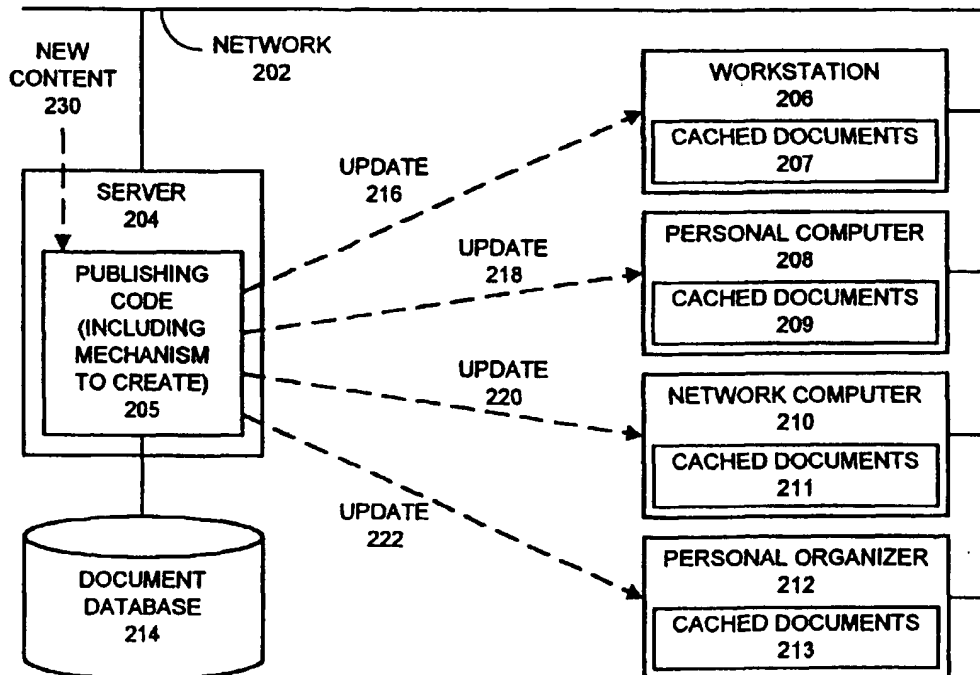 NETWORK
202
NEW
CONTENT
230
SERVER
204
PUBLISHING
CODE
(INCLUDING
MECHANISM
TO CREATE)
205
DOCUMENT
DATABASE
214
UPDATE
216
UPDATE
218
UPDATE
220
UPDATE
222
WORKSTATION
206
CACHED DOCUMENTS
207
PERSONAL COMPUTER
208
CACHED DOCUMENTS
209
NETWORK COMPUTER
210
CACHED DOCUMENTS
211
PERSONAL ORGANIZER
212
CACHED DOCUMENTS
213